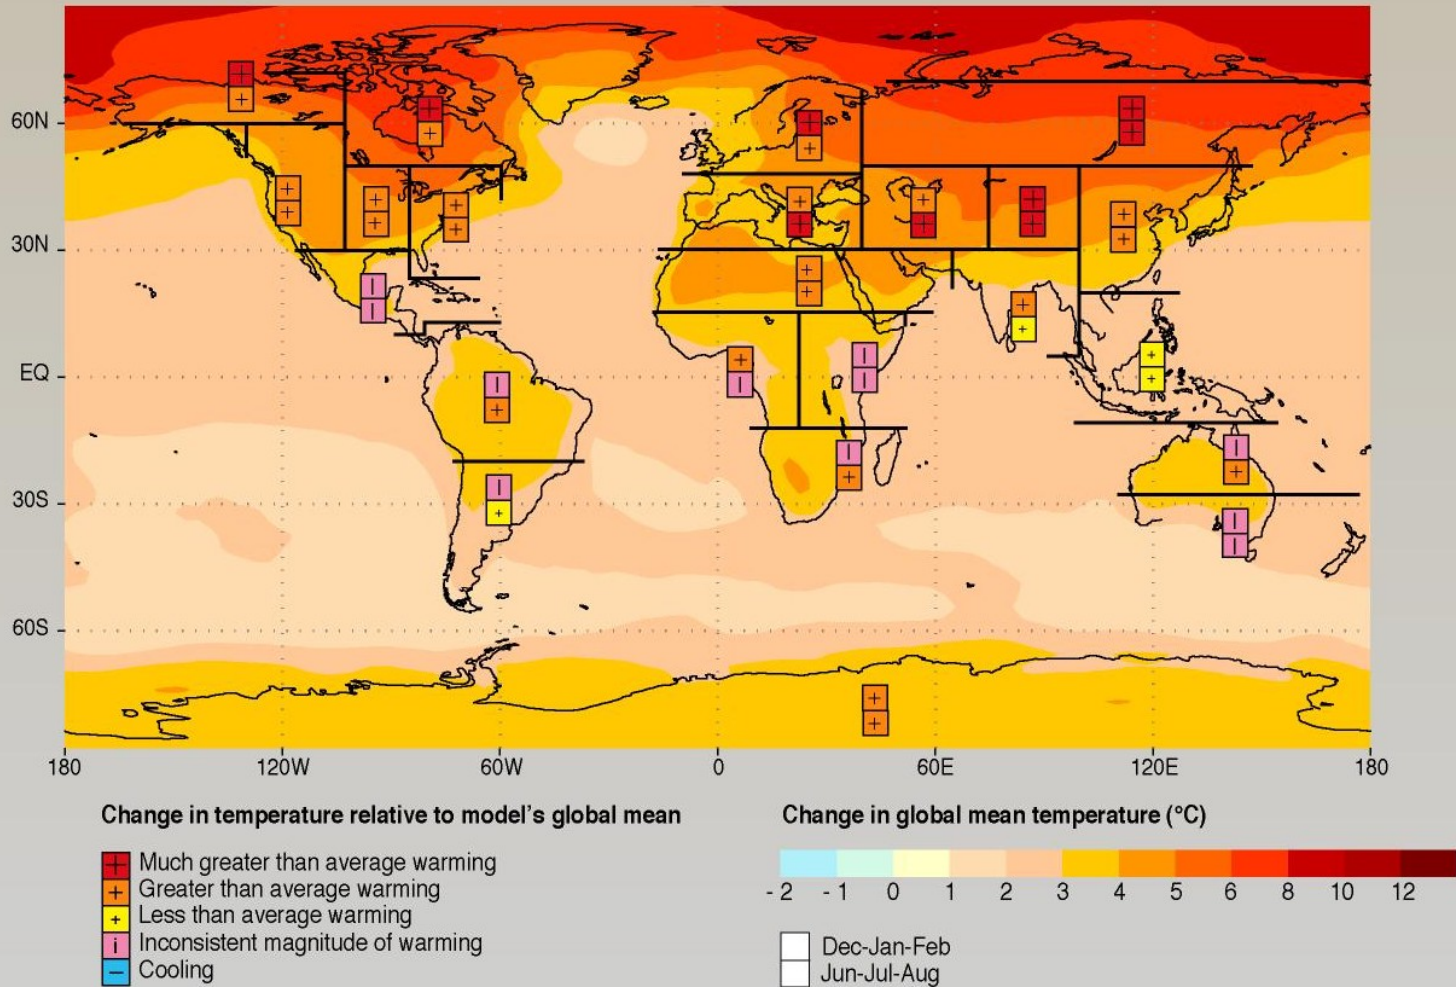 60N
30N
EQ
30S
60S
180 120W 60W 0 60E 120E 180
Change in temperature relative to model's global mean
Much greater than average warming
Greater than average warming
Less than average warming
Inconsistent magnitude of warming
Cooling
Change in global mean temperature (°C)
- 2 - 1 0 1 2 3 4 5 6 8 10 12
Dec-Jan-Feb
Jun-Jul-Aug